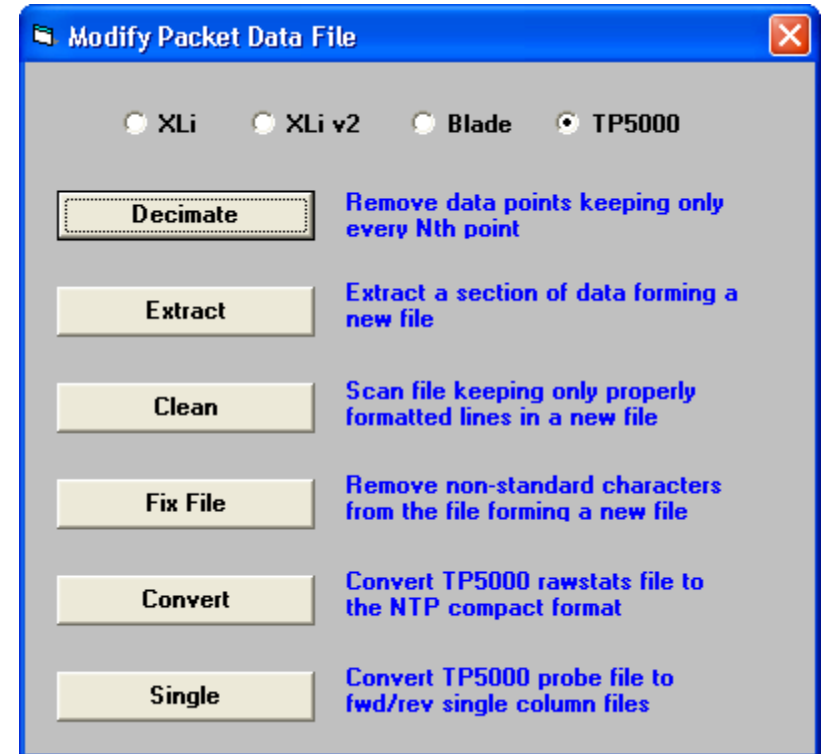 Modify Packet Data File
XLi XLi v2 Blade TP5000
Decimate
Remove data points keeping only
every Nth point
Extract
Extract a section of data forming a
new file
Clean
Scan file keeping only properly
formatted lines in a new file
Fix File
Remove non-standard characters
from the file forming a new file
Convert
Convert TP5000 rawstats file to
the NTP compact format
Single
Convert TP5000 probe file to
fwd/rev single column files